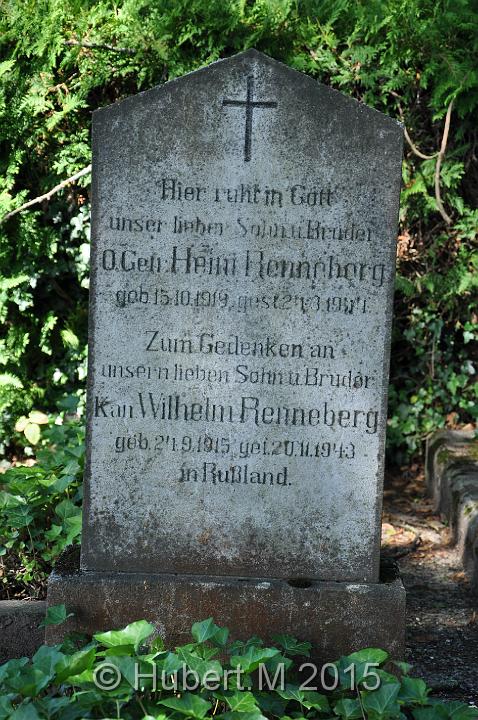 Hier ruht in Gott
unser lieber Sohn u. Bruder
O.Gefr. Heini Renneberg
geb. 15.10.1919, gest. 24.3.1944.
Zum Gedenken an
unsern lieben Sohn u. Bruder
Kan. Wilhelm Renneberg
geb. 24.9.1915, gef. 20.11.1943
in Rußland.
© Hubert.M 2015